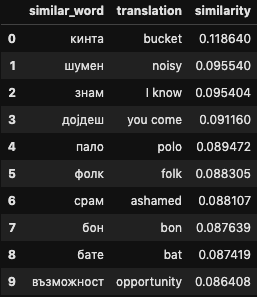 similar_word translation similarity
0 кинта bucket 0.118640
1 шумен noisy 0.095540
2 знам I know 0.095404
3 дојдеш you come 0.091160
4 пало polo 0.089472
5 фолк folk 0.088305
6 срам ashamed 0.088107
7 бон bon 0.087639
8 бате bat 0.087419
9 възможност opportunity 0.086408